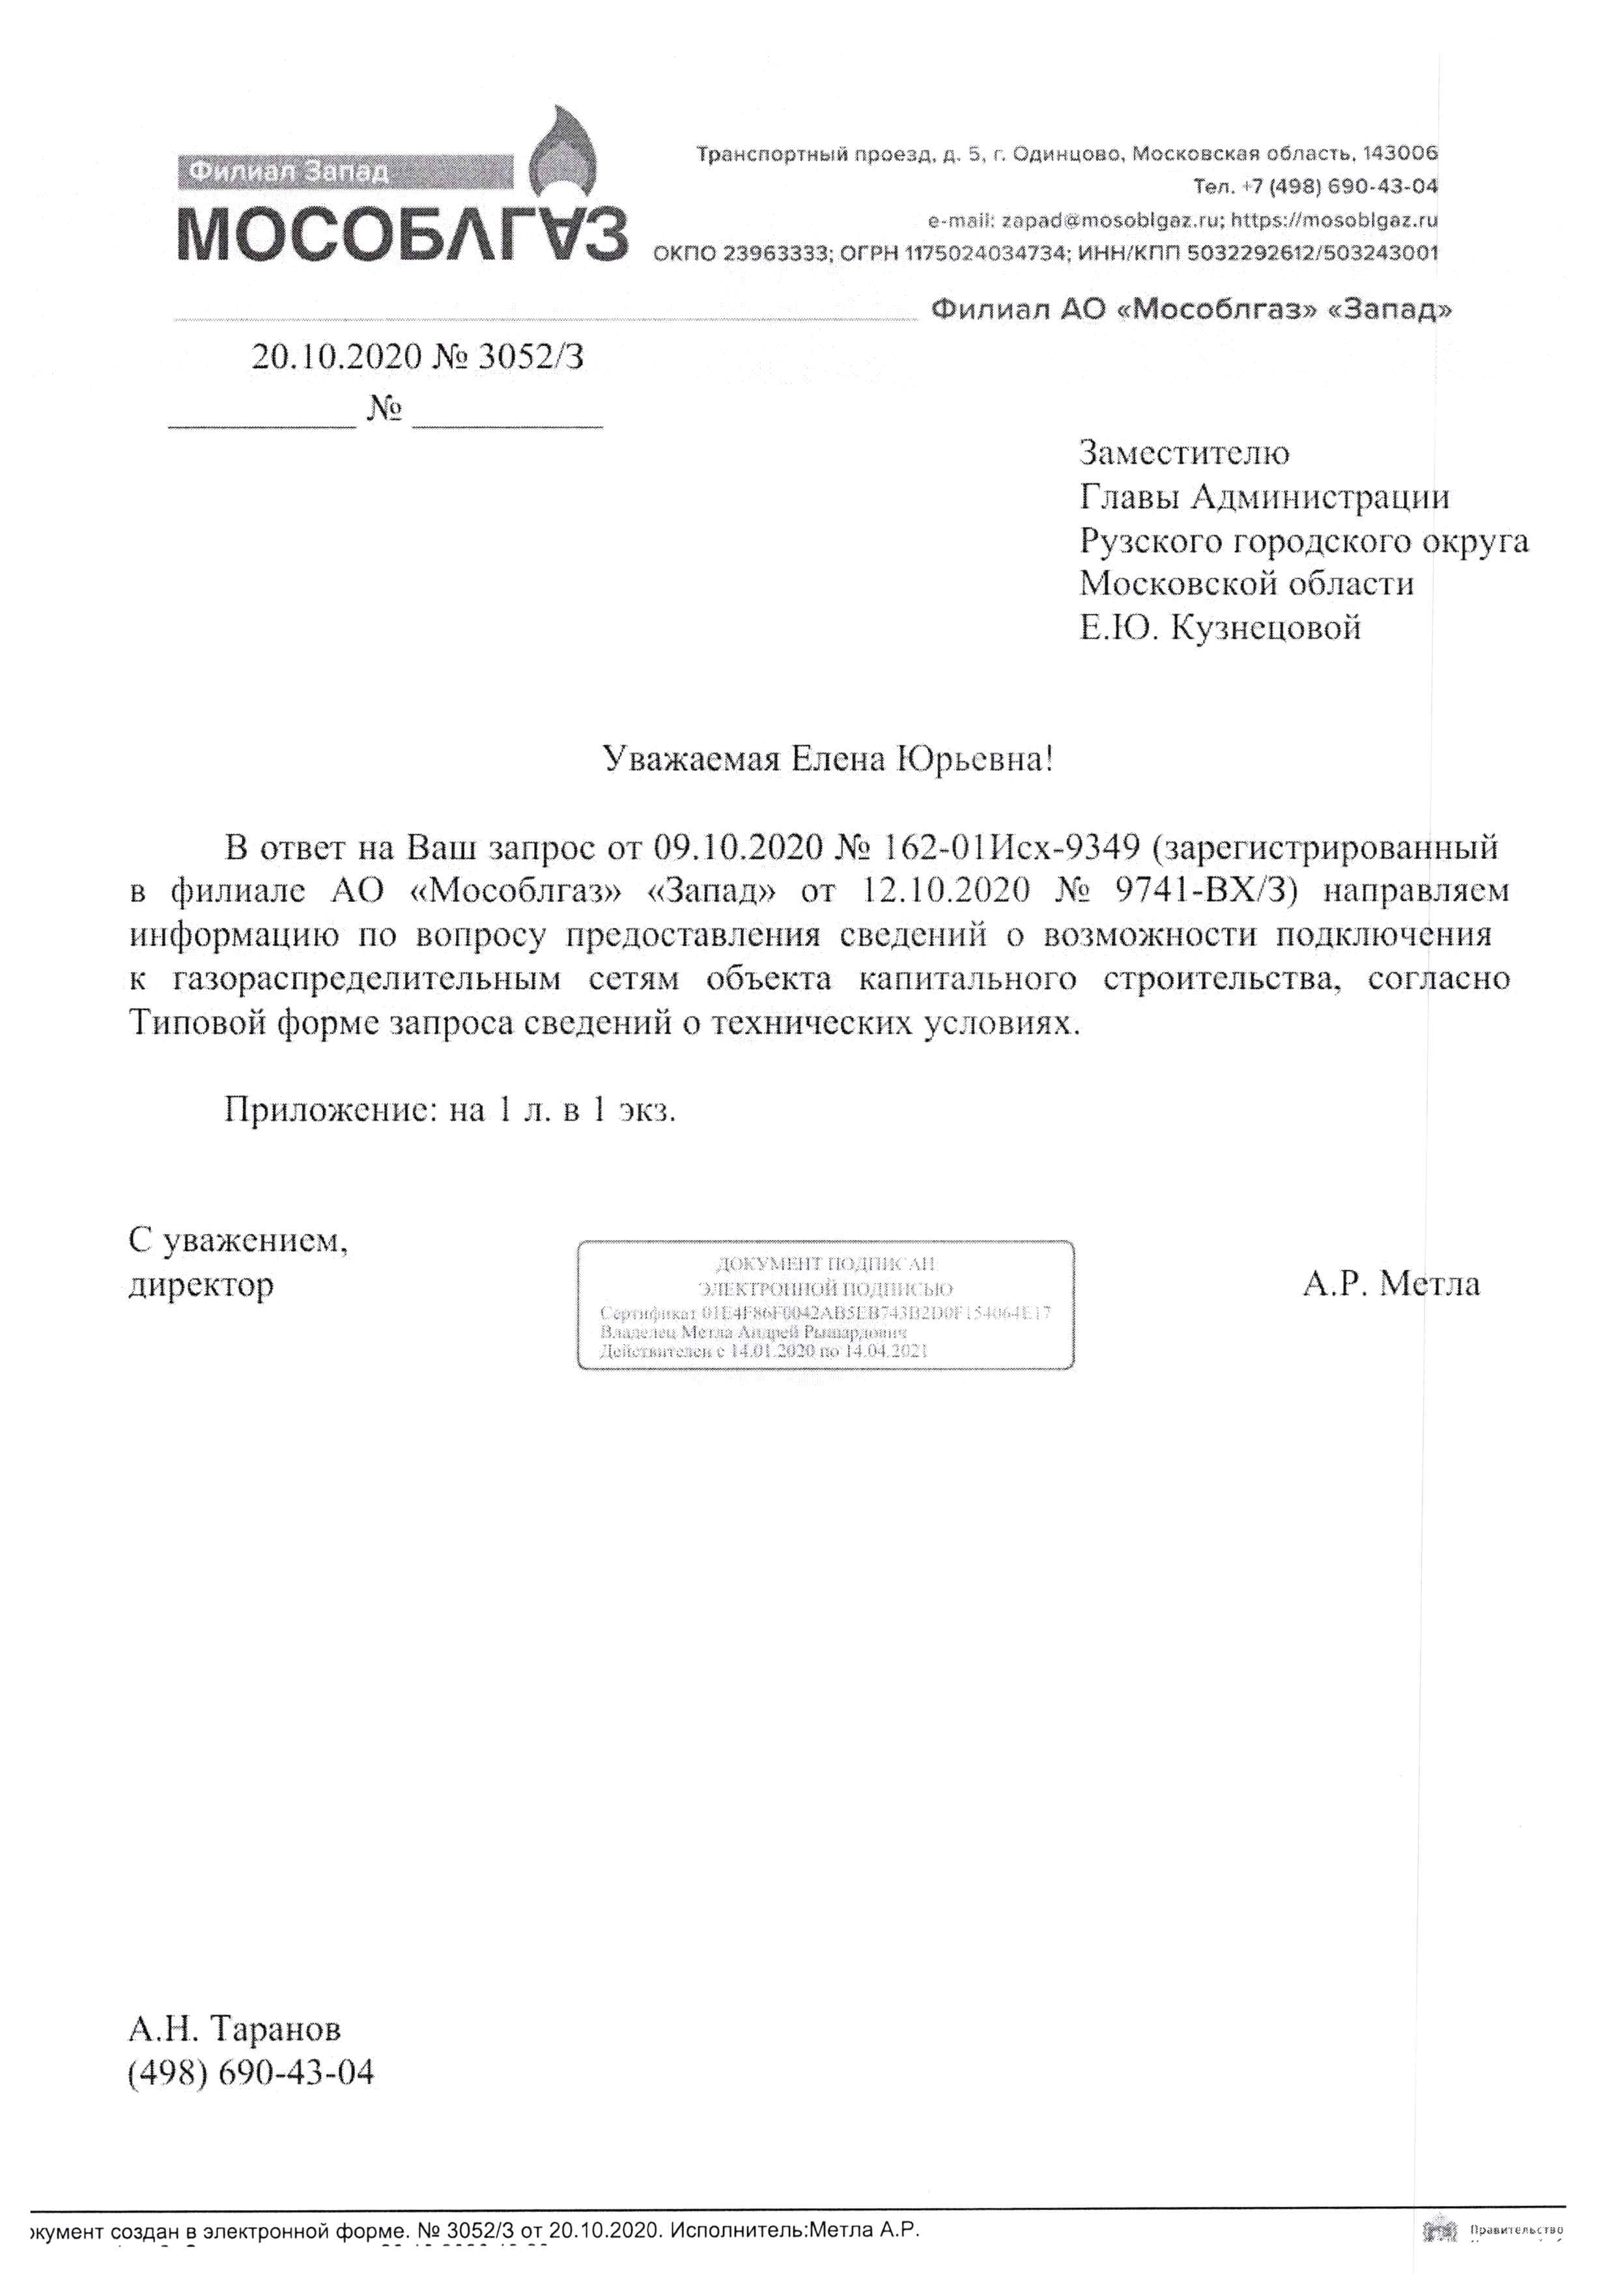 Филиал Запад
МОСОБЛГАЗ
Транспортный проезд, д. 5, г. Одинцово, Московская область, 143006
Тел. +7 (498) 690-43-04
e-mail: zapad@mosoblgaz.ru; https://mosoblgaz.ru
ОКПО 23963333; ОГРН 1175024034734; ИНН/КПП 5032292612/503243001
Филиал АО «Мособлгаз» «Запад»
20.10.2020 № 3052/З
__________ № __________
Заместителю
Главы Администрации
Рузского городского округа
Московской области
Е.Ю. Кузнецовой
Уважаемая Елена Юрьевна!
В ответ на Ваш запрос от 09.10.2020 № 162-01Исх-9349 (зарегистрированный
в филиале АО «Мособлгаз» «Запад» от 12.10.2020 № 9741-ВХ/З) направляем
информацию по вопросу предоставления сведений о возможности подключения
к газораспределительным сетям объекта капитального строительства, согласно
Типовой форме запроса сведений о технических условиях.
Приложение: на 1 л. в 1 экз.
С уважением,
директор
ДОКУМЕНТ ПОДПИСАН
ЭЛЕКТРОННОЙ ПОДПИСЬЮ
Сертификат 01E4F86F0042AB5EB743B2D0F154064E17
Владелец Метла Андрей Рышардович
Действителен с 14.01.2020 по 14.04.2021
А.Р. Метла
А.Н. Таранов
(498) 690-43-04
окумент создан в электронной форме. № 3052/З от 20.10.2020. Исполнитель:Метла А.Р.
Правительство